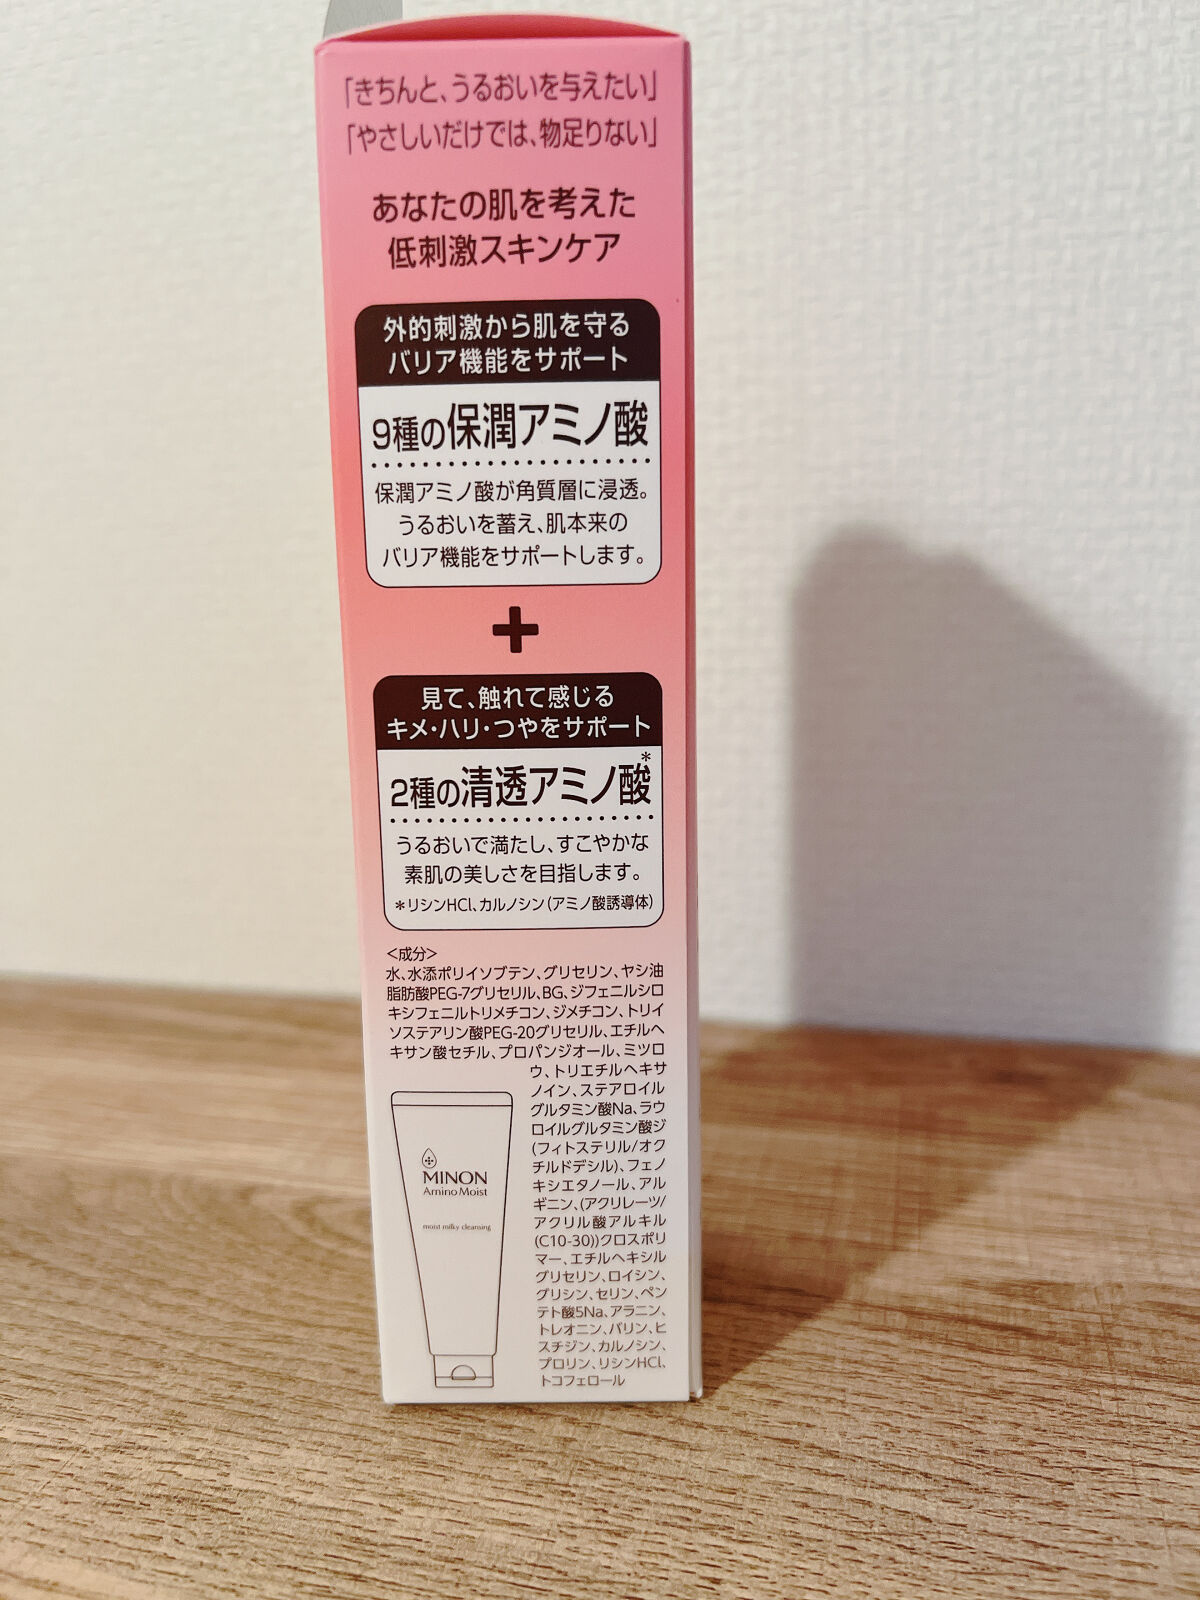 「きちんと、うるおいを与えたい」
「やさしいだけでは、物足りない」
あなたの肌を考えた
低刺激スキンケア
外的刺激から肌を守る
バリア機能をサポート
9種の保潤アミノ酸
保潤アミノ酸が角質層に浸透。
うるおいを蓄え、肌本来の
バリア機能をサポートします。
+
見て、触れて感じる
キメ・ハリ・つやをサポート
2種の清透アミノ酸*
うるおいで満たし、すこやかな
素肌の美しさを目指します。
*リシンHCl、カルノシン(アミノ酸誘導体)
<成分>
水、水添ポリイソブテン、グリセリン、ヤシ油
脂肪酸PEG-7グリセリル、BG、ジフェニルシロ
キシフェニルトリメチコン、ジメチコン、トリイ
ソステアリン酸PEG-20グリセリル、エチルヘ
キサン酸セチル、プロパンジオール、ミツロ
ウ、トリエチルヘキサ
ノイン、ステアロイル
グルタミン酸Na、ラウ
ロイルグルタミン酸ジ
(フィトステリル/オク
チルドデシル)、フェノ
キシエタノール、アル
ギニン、(アクリレーツ/
アクリル酸アルキル
(C10-30))クロスポリ
マー、エチルヘキシル
グリセリン、ロイシン、
グリシン、セリン、ペン
テト酸5Na、アラニン、
トレオニン、バリン、ヒ
スチジン、カルノシン、
プロリン、リシンHCl、
トコフェロール
MINON
Amino Moist
moist milky cleansing